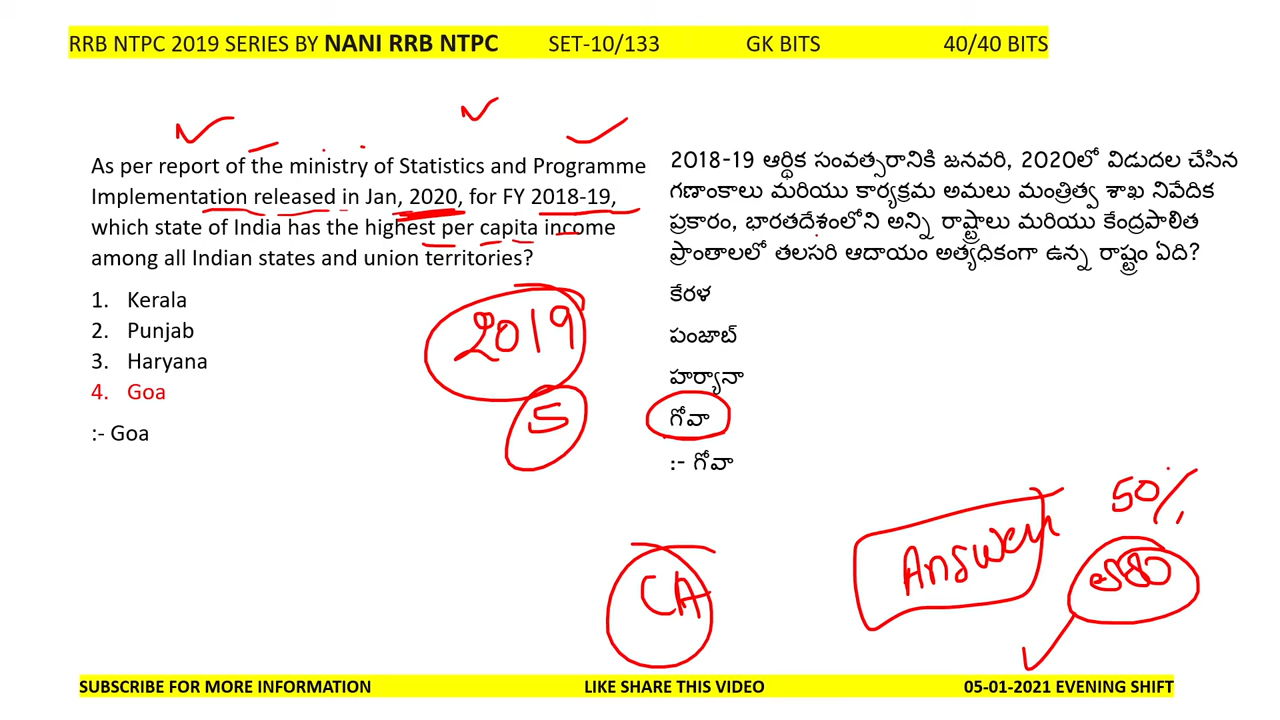 RRB NTPC 2019 SERIES BY NANI RRB NTPC SET-10/133 GK BITS 40/40 BITS
As per report of the ministry of Statistics and Programme
Implementation released in Jan, 2020, for FY 2018-19,
which state of India has the highest per capita income
among all Indian states and union territories?
1. Kerala
2. Punjab
3. Haryana
4. Goa
:- Goa
2018-19 ఆర్థిక సంవత్సరానికి జనవరి, 2020లో విడుదల చేసిన
గణాంకాలు మరియు కార్యక్రమ అమలు మంత్రిత్వ శాఖ నివేదిక
ప్రకారం, భారతదేశంలోని అన్ని రాష్ట్రాలు మరియు కేంద్రపాలిత
ప్రాంతాలలో తలసరి ఆదాయం అత్యధికంగా ఉన్న రాష్ట్రం ఏది?
కేరళ
పంజాబ్
హర్యానా
గోవా
:- గోవా
2019
5
CA
Answer
50%
SUBSCRIBE FOR MORE INFORMATION LIKE SHARE THIS VIDEO 05-01-2021 EVENING SHIFT